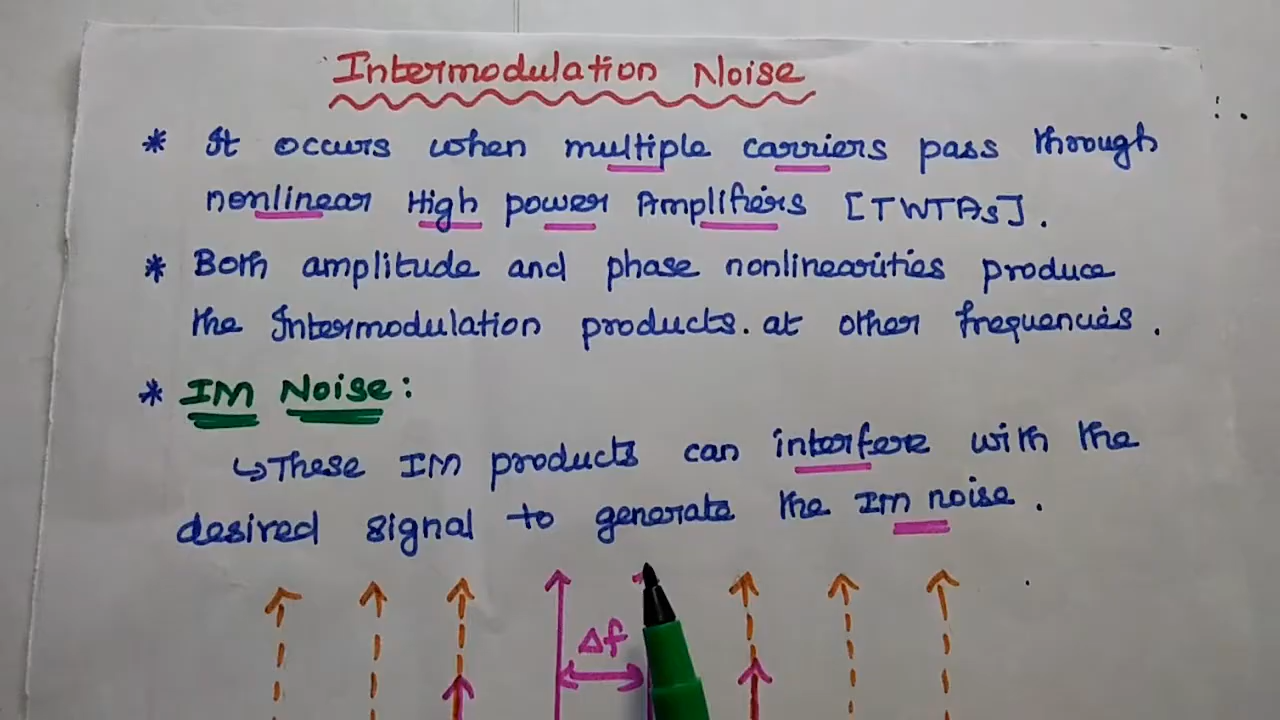 Intermodulation Noise
* It occurs when multiple carriers pass through
nonlinear High power Amplifiers [TWTAs].
* Both amplitude and phase nonlinearities produce
the Intermodulation products. at other frequencies.
* IM Noise:
↳ These IM products can interfere with the
desired signal to generate the Im noise.
Δf